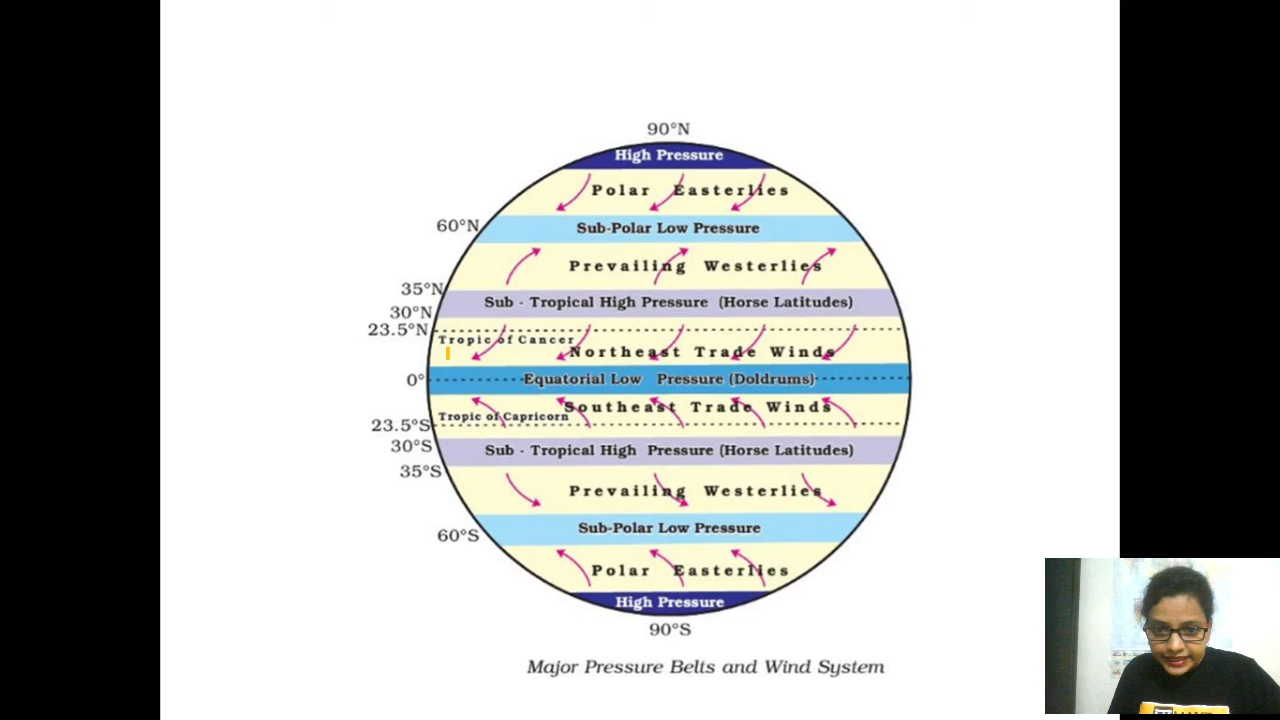 90°N
High Pressure
Polar Easterlies
60°N
Sub-Polar Low Pressure
Prevailing Westerlies
35°N
Sub - Tropical High Pressure (Horse Latitudes)
30°N
23.5°N
Tropic of Cancer
Northeast Trade Winds
0°
Equatorial Low Pressure (Doldrums)
Southeast Trade Winds
Tropic of Capricorn
23.5°S
30°S
Sub - Tropical High Pressure (Horse Latitudes)
35°S
Prevailing Westerlies
Sub-Polar Low Pressure
60°S
Polar Easterlies
High Pressure
90°S
Major Pressure Belts and Wind System